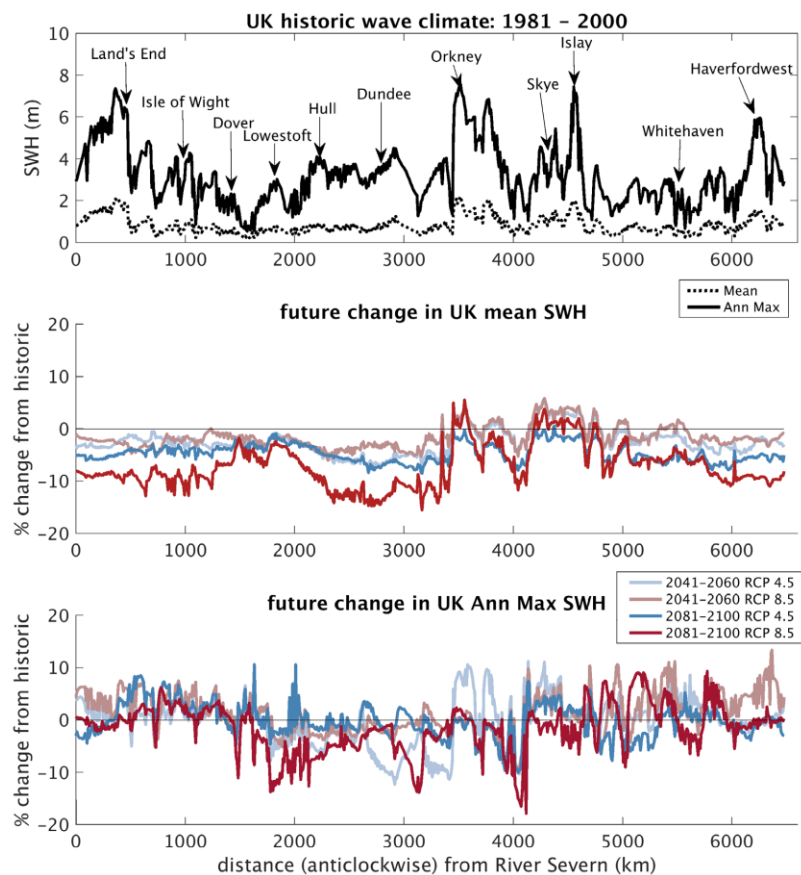 UK historic wave climate: 1981 – 2000
SWH (m)
10
8
6
4
2
0
Land's End
Isle of Wight
Dover
Lowestoft
Hull
Dundee
Orkney
Skye
Islay
Whitehaven
Haverfordwest
0 1000 2000 3000 4000 5000 6000
Mean
Ann Max
future change in UK mean SWH
% change from historic
20
10
0
-10
-20
0 1000 2000 3000 4000 5000 6000
2041–2060 RCP 4.5
2041–2060 RCP 8.5
2081–2100 RCP 4.5
2081–2100 RCP 8.5
future change in UK Ann Max SWH
% change from historic
20
10
0
-10
-20
0 1000 2000 3000 4000 5000 6000
distance (anticlockwise) from River Severn (km)